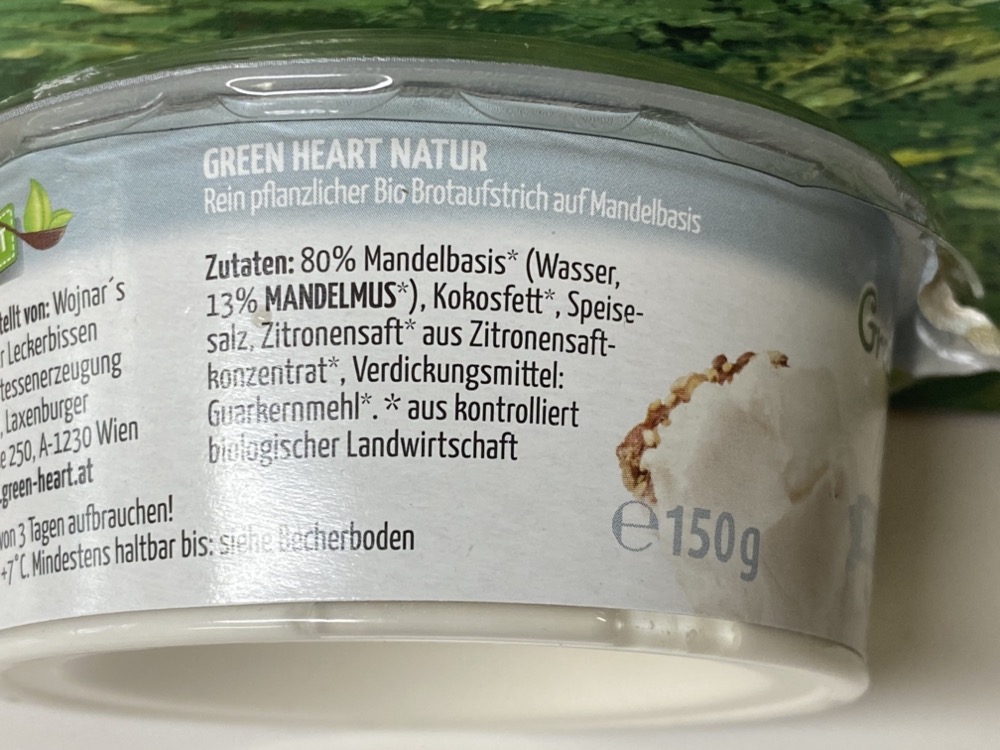 GREEN HEART NATUR
Rein pflanzlicher Bio Brotaufstrich auf Mandelbasis
Zutaten: 80% Mandelbasis* (Wasser,
13% MANDELMUS*), Kokosfett*, Speise-
salz, Zitronensaft* aus Zitronensaft-
konzentrat*, Verdickungsmittel:
Guarkernmehl*. * aus kontrolliert
biologischer Landwirtschaft
tellt von: Wojnar´s
r Leckerbissen
tessenerzeugung
, Laxenburger
e 250, A-1230 Wien
.green-heart.at
von 3 Tagen aufbrauchen!
+7°C. Mindestens haltbar bis: siehe Becherboden
℮ 150g